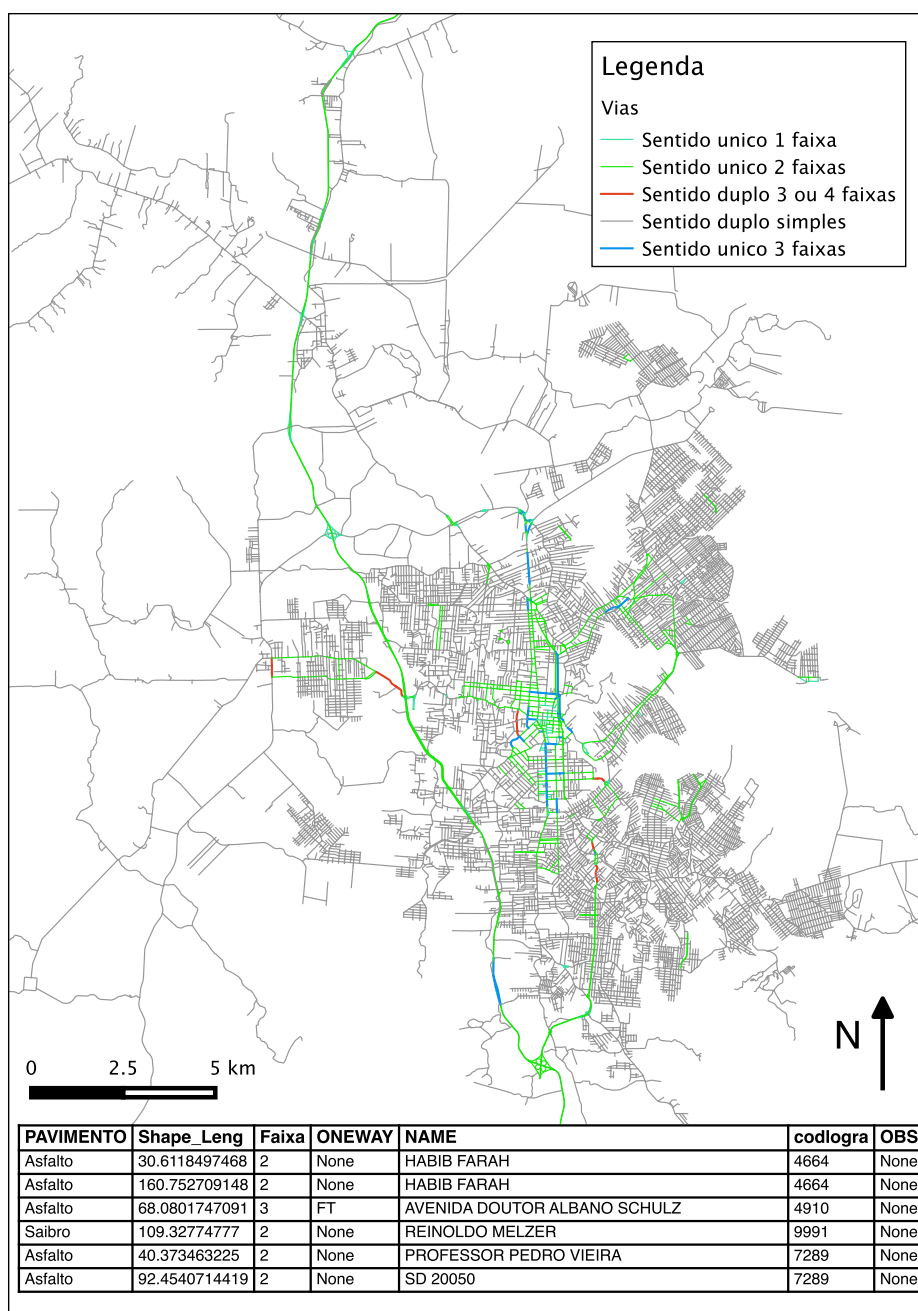 Legenda
Vias
Sentido unico 1 faixa
Sentido unico 2 faixas
Sentido duplo 3 ou 4 faixas
Sentido duplo simples
Sentido unico 3 faixas
N
0 2.5 5 km
PAVIMENTO Shape_Leng Faixa ONEWAY NAME codlogra OBS
Asfalto 30.6118497468 2 None HABIB FARAH 4664 None
Asfalto 160.752709148 2 None HABIB FARAH 4664 None
Asfalto 68.0801747091 3 FT AVENIDA DOUTOR ALBANO SCHULZ 4910 None
Saibro 109.32774777 2 None REINOLDO MELZER 9991 None
Asfalto 40.373463225 2 None PROFESSOR PEDRO VIEIRA 7289 None
Asfalto 92.4540714419 2 None SD 20050 7289 None